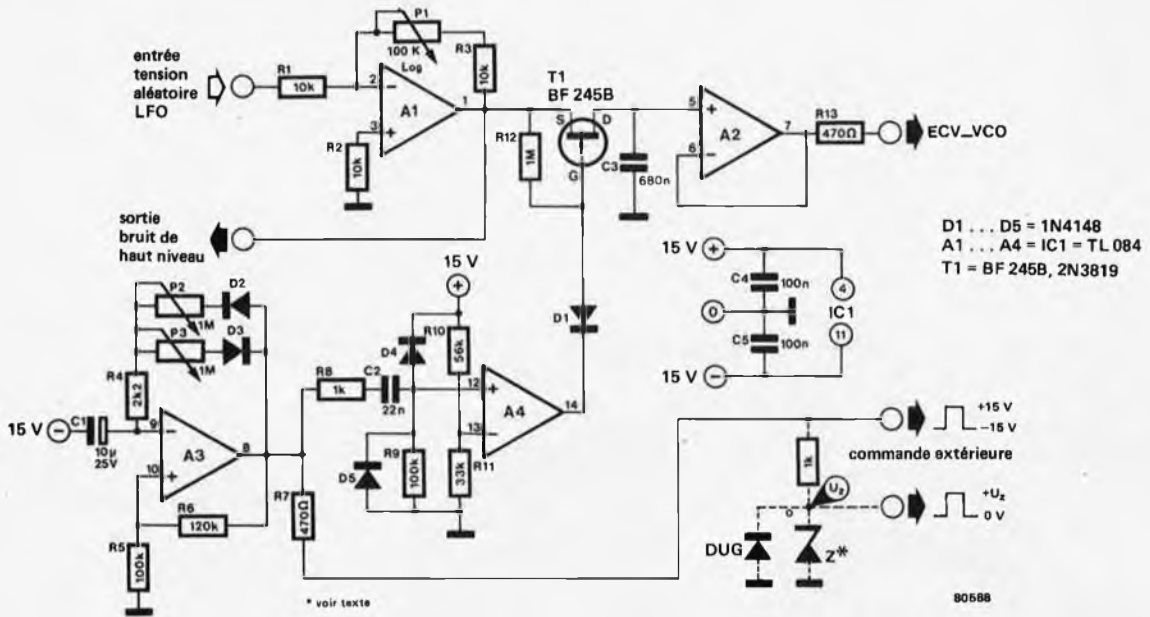 entrée
tension
aléatoire
LFO
R1
10k
P1
100 K
Log
R3
10k
2
3
A1
1
R2
10k
T1
BF 245B
S
D
G
R12
1M
C3
680n
5
6
A2
7
R13
470Ω
ECV_VCO
sortie
bruit de
haut niveau
D1 . . . D5 = 1N4148
A1 . . . A4 = IC1 = TL 084
T1 = BF 245B, 2N3819
15 V +
C4
100n
0
C5
100n
15 V −
4
IC1
11
P2
1M
D2
P3
1M
D3
R4
2k2
15 V −
C1
10µ
25V
9
10
A3
8
R6
120k
R5
100k
R7
470Ω
R8
1k
C2
22n
D4
D5
R9
100k
15 V
+
R10
56k
R11
33k
12
13
A4
14
D1
+15 V
−15 V
commande extérieure
1k
Uz
o
+Uz
0 V
DUG
Z*
* voir texte
80588